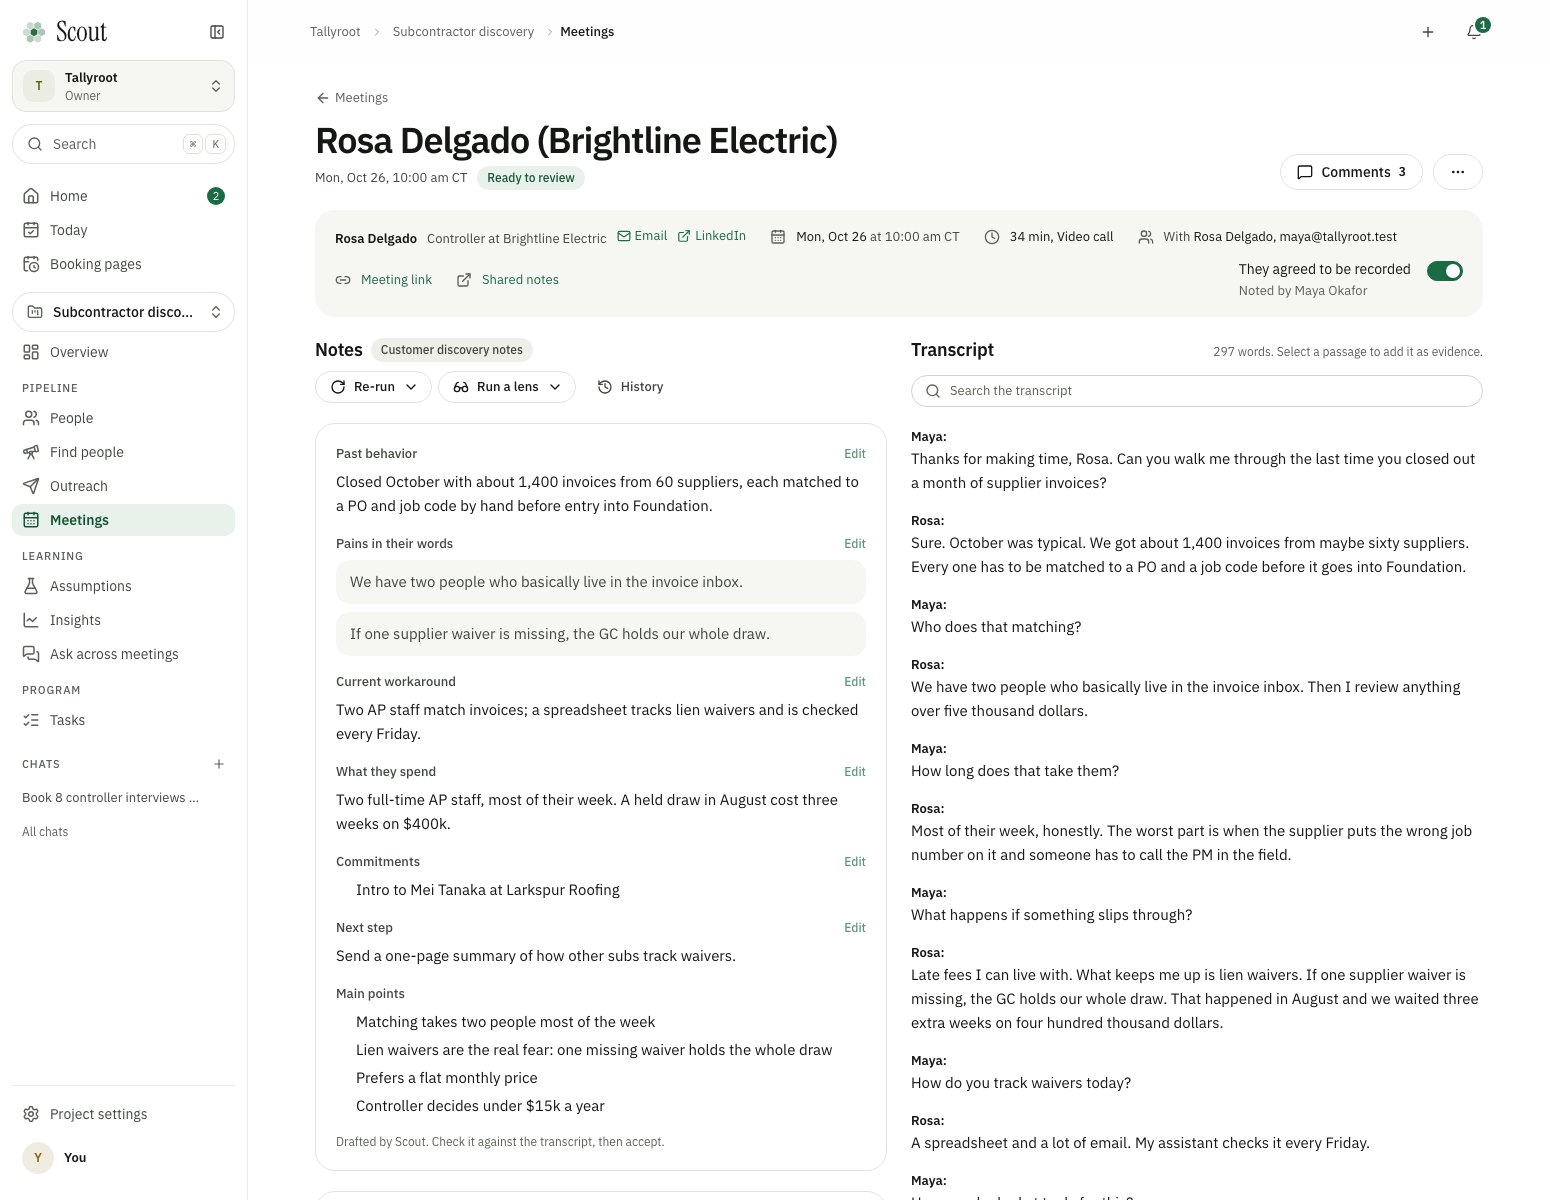 Scout
T
Tallyroot
Owner
Search
⌘ K
Home
2
Today
Booking pages
Subcontractor disco...
Overview
PIPELINE
People
Find people
Outreach
Meetings
LEARNING
Assumptions
Insights
Ask across meetings
PROGRAM
Tasks
CHATS
Book 8 controller interviews ...
All chats
Project settings
Y
You
Tallyroot > Subcontractor discovery > Meetings
1
Meetings
Rosa Delgado (Brightline Electric)
Mon, Oct 26, 10:00 am CT
Ready to review
Comments 3
Rosa Delgado Controller at Brightline Electric Email LinkedIn
Mon, Oct 26 at 10:00 am CT
34 min, Video call
With Rosa Delgado, maya@tallyroot.test
Meeting link
Shared notes
They agreed to be recorded
Noted by Maya Okafor
Notes
Customer discovery notes
Re-run
Run a lens
History
Past behavior
Edit
Closed October with about 1,400 invoices from 60 suppliers, each matched to
a PO and job code by hand before entry into Foundation.
Pains in their words
Edit
We have two people who basically live in the invoice inbox.
If one supplier waiver is missing, the GC holds our whole draw.
Current workaround
Edit
Two AP staff match invoices; a spreadsheet tracks lien waivers and is checked
every Friday.
What they spend
Edit
Two full-time AP staff, most of their week. A held draw in August cost three
weeks on $400k.
Commitments
Edit
Intro to Mei Tanaka at Larkspur Roofing
Next step
Edit
Send a one-page summary of how other subs track waivers.
Main points
Matching takes two people most of the week
Lien waivers are the real fear: one missing waiver holds the whole draw
Prefers a flat monthly price
Controller decides under $15k a year
Drafted by Scout. Check it against the transcript, then accept.
Transcript
297 words. Select a passage to add it as evidence.
Search the transcript
Maya:
Thanks for making time, Rosa. Can you walk me through the last time you closed out
a month of supplier invoices?
Rosa:
Sure. October was typical. We got about 1,400 invoices from maybe sixty suppliers.
Every one has to be matched to a PO and a job code before it goes into Foundation.
Maya:
Who does that matching?
Rosa:
We have two people who basically live in the invoice inbox. Then I review anything
over five thousand dollars.
Maya:
How long does that take them?
Rosa:
Most of their week, honestly. The worst part is when the supplier puts the wrong job
number on it and someone has to call the PM in the field.
Maya:
What happens if something slips through?
Rosa:
Late fees I can live with. What keeps me up is lien waivers. If one supplier waiver is
missing, the GC holds our whole draw. That happened in August and we waited three
extra weeks on four hundred thousand dollars.
Maya:
How do you track waivers today?
Rosa:
A spreadsheet and a lot of email. My assistant checks it every Friday.
Maya: